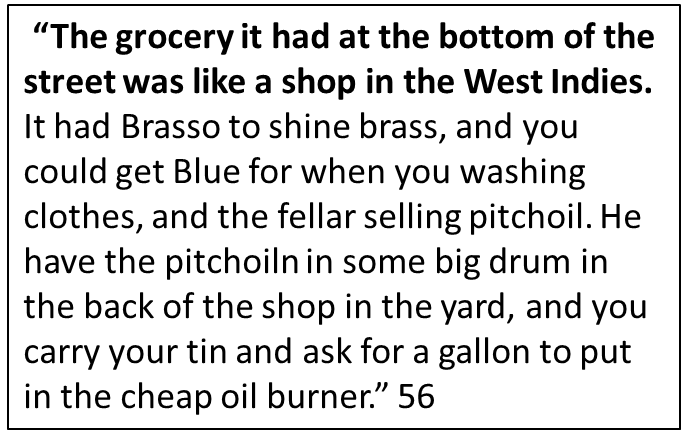 “The grocery it had at the bottom of the
street was like a shop in the West Indies.
It had Brasso to shine brass, and you
could get Blue for when you washing
clothes, and the fellar selling pitchoil. He
have the pitchoiln in some big drum in
the back of the shop in the yard, and you
carry your tin and ask for a gallon to put
in the cheap oil burner.” 56